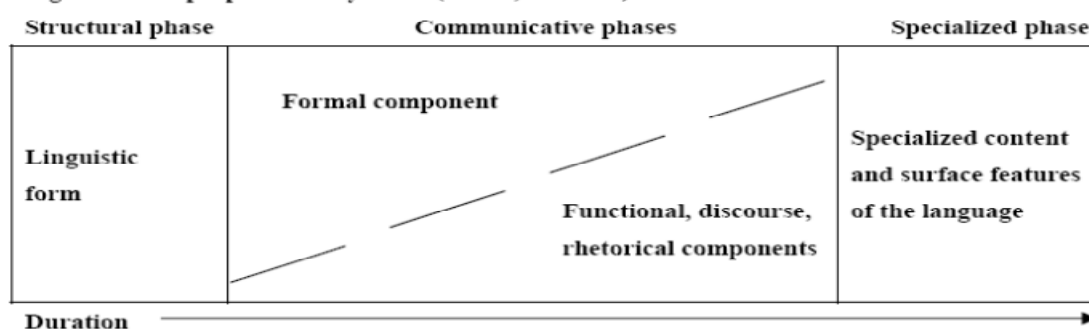 Structural phase
Communicative phases
Specialized phase
Formal component
Linguistic
form
Functional, discourse,
rhetorical components
Specialized content
and surface features
of the language
Duration